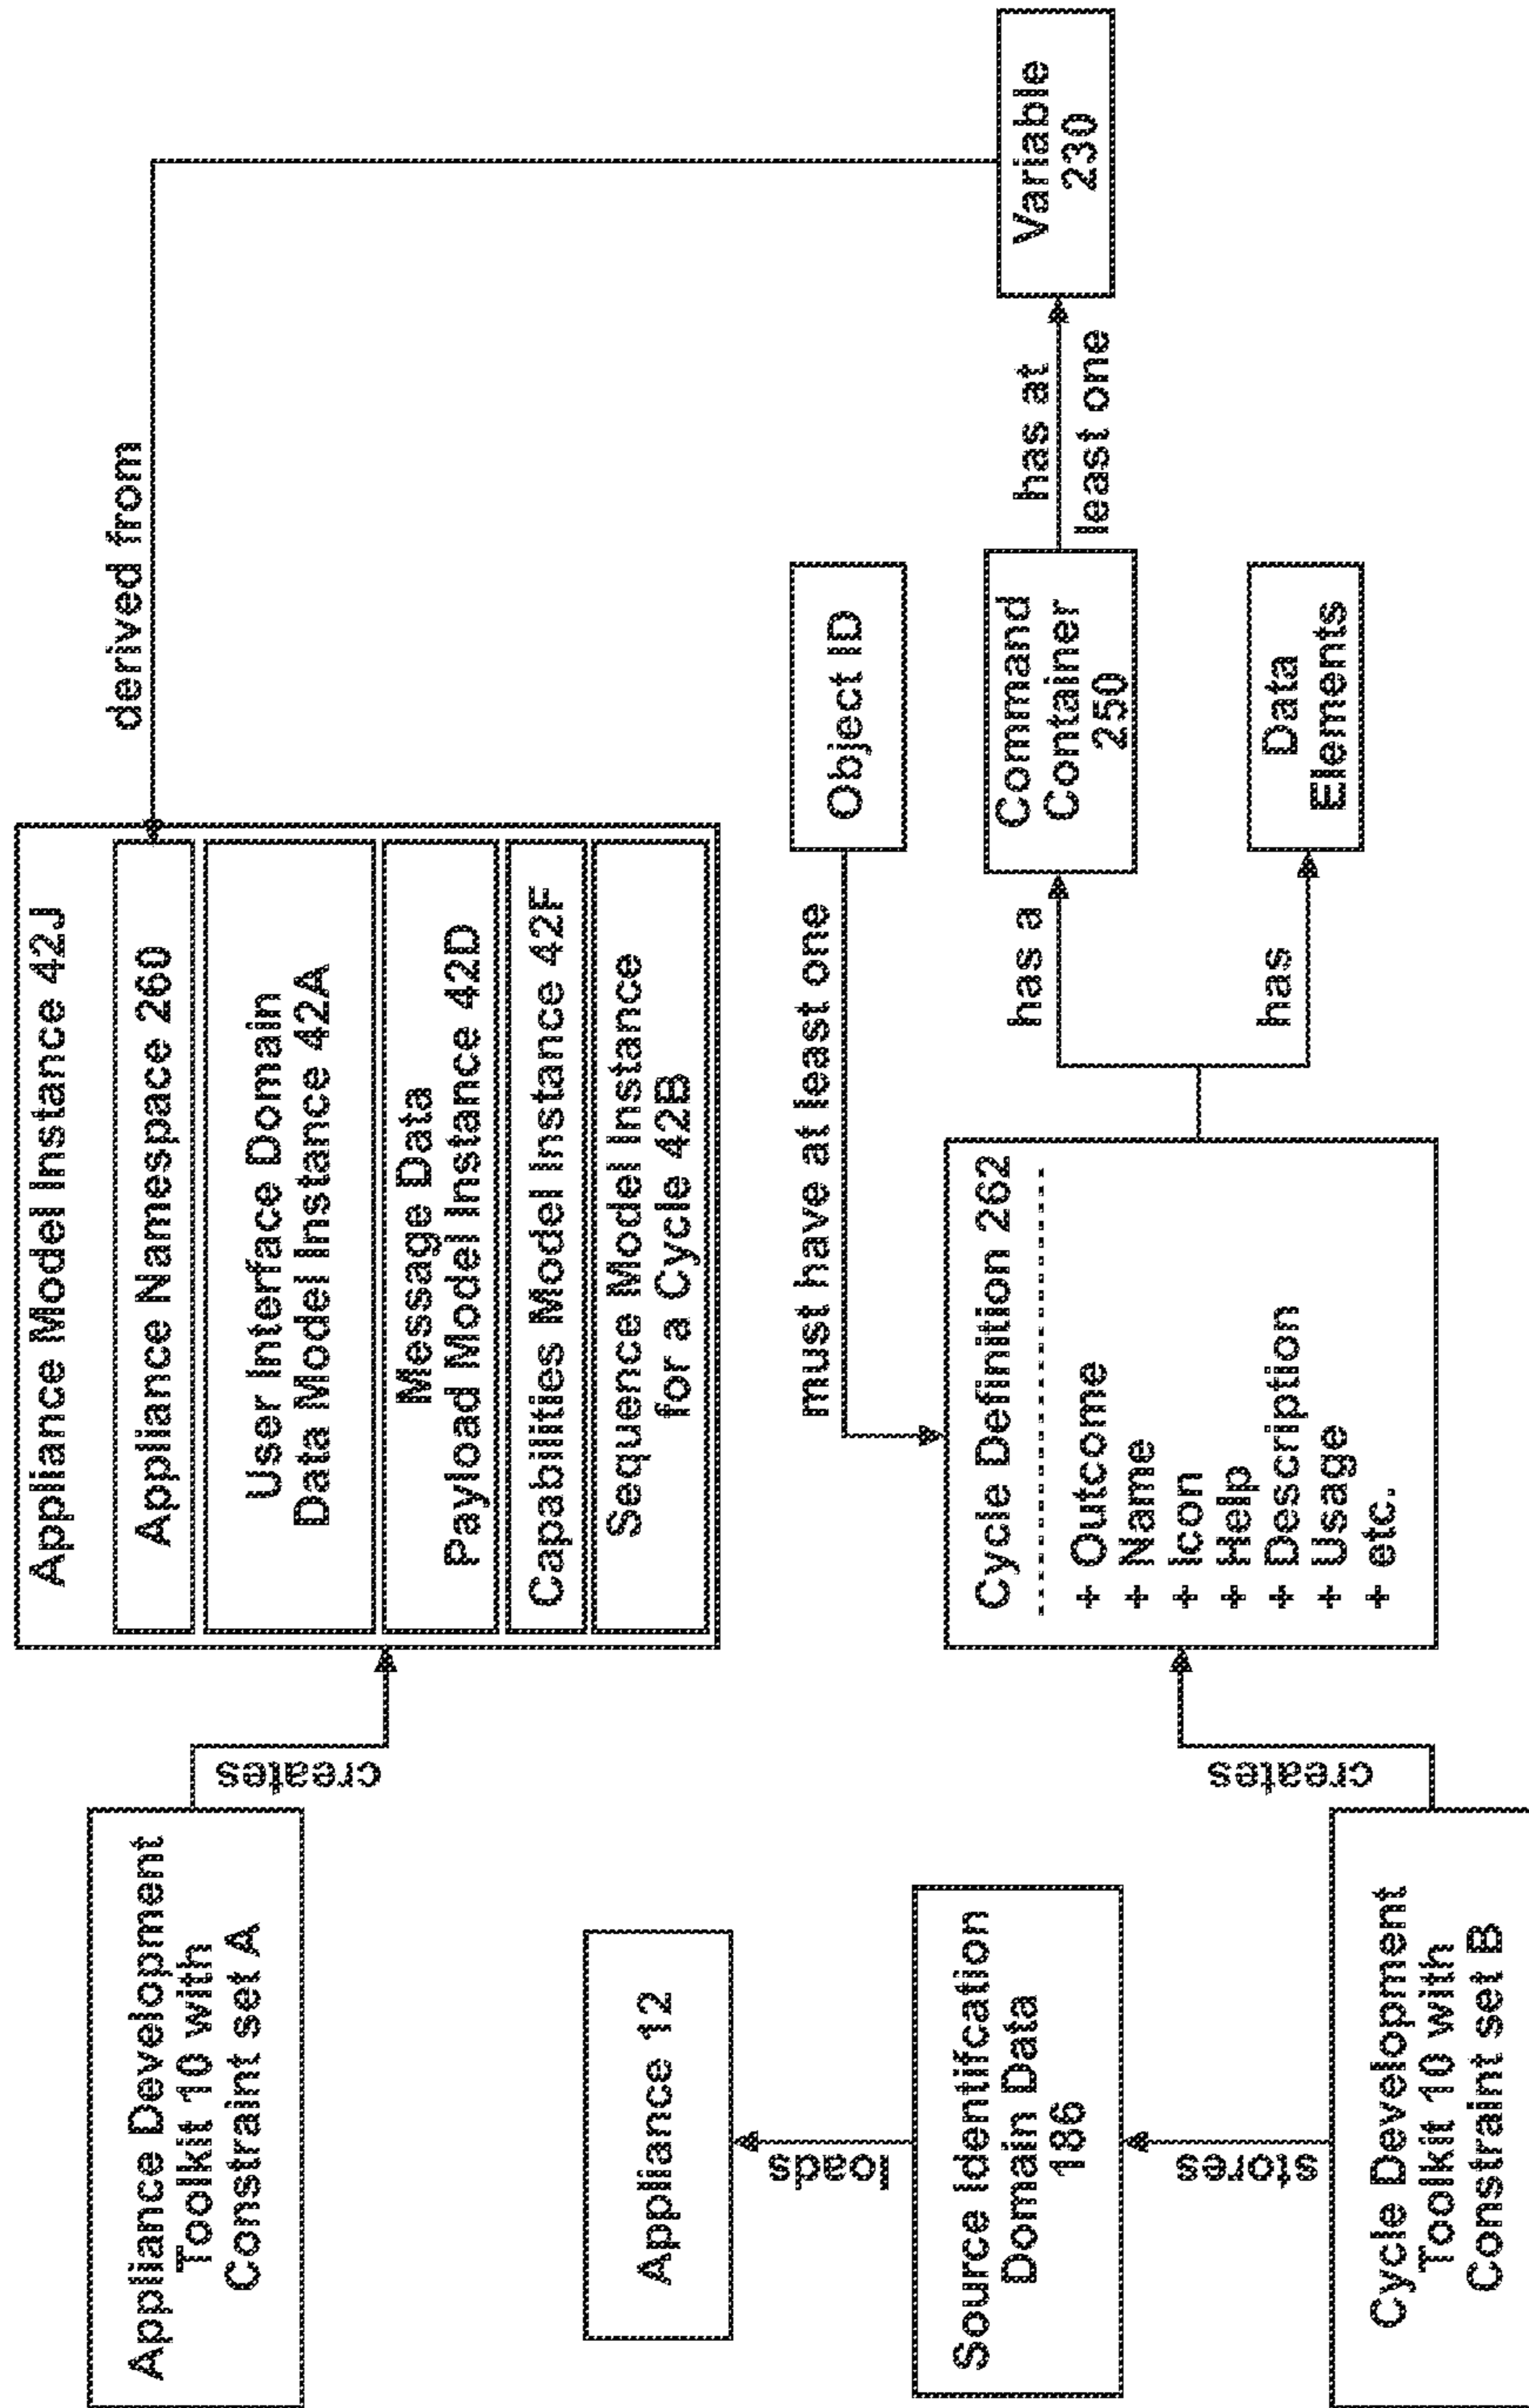 Appliance Development
Toolkit 10 with
Constraint set A
creates
Appliance Model Instance 42J
Appliance Namespace 260
User Interface Domain
Data Model Instance 42A
Message Data
Payload Model Instance 42D
Capabilities Model Instance 42F
Sequence Model Instance
for a Cycle 42B
derived from
Appliance 12
loads
Source Identifcation
Domain Data
186
stores
Cycle Development
Toolkit 10 with
Constraint set B
creates
Cycle Definition 262
+ Outcome
+ Name
+ Icon
+ Help
+ Description
+ Usage
+ etc.
must have at least one
Object ID
has a
Command
Container
250
has
Data
Elements
has at
least one
Variable
230